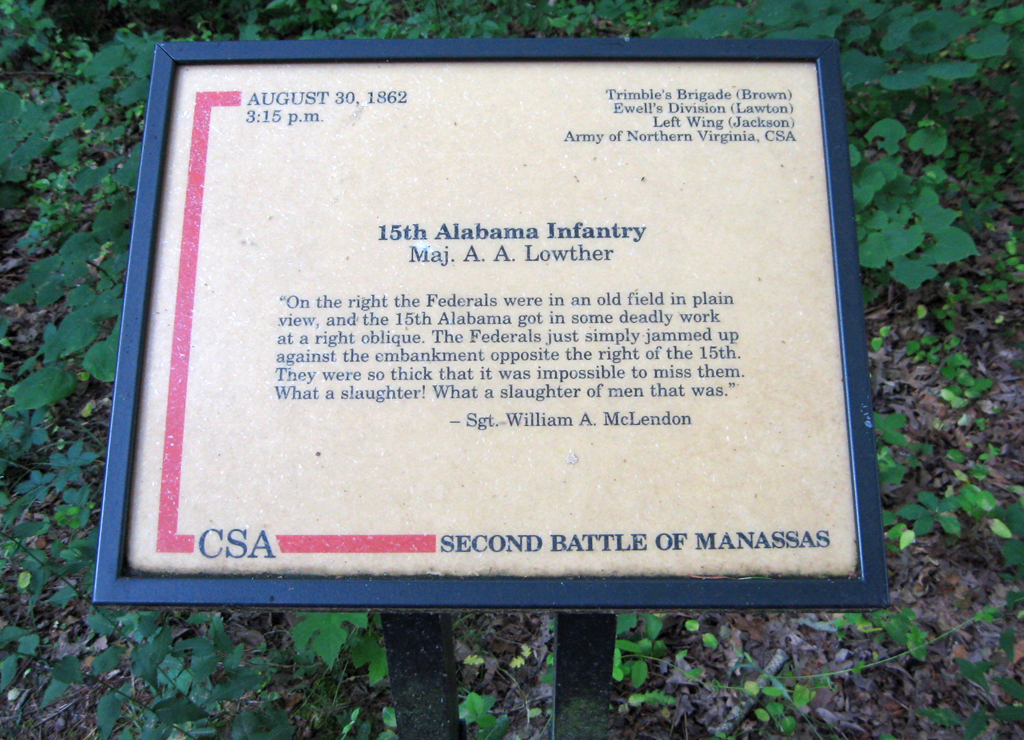 AUGUST 30, 1862
3:15 p.m.
Trimble's Brigade (Brown)
Ewell's Division (Lawton)
Left Wing (Jackson)
Army of Northern Virginia, CSA
15th Alabama Infantry
Maj. A. A. Lowther
"On the right the Federals were in an old field in plain
view, and the 15th Alabama got in some deadly work
at a right oblique. The Federals just simply jammed up
against the embankment opposite the right of the 15th.
They were so thick that it was impossible to miss them.
What a slaughter! What a slaughter of men that was."
– Sgt. William A. McLendon
CSA
SECOND BATTLE OF MANASSAS